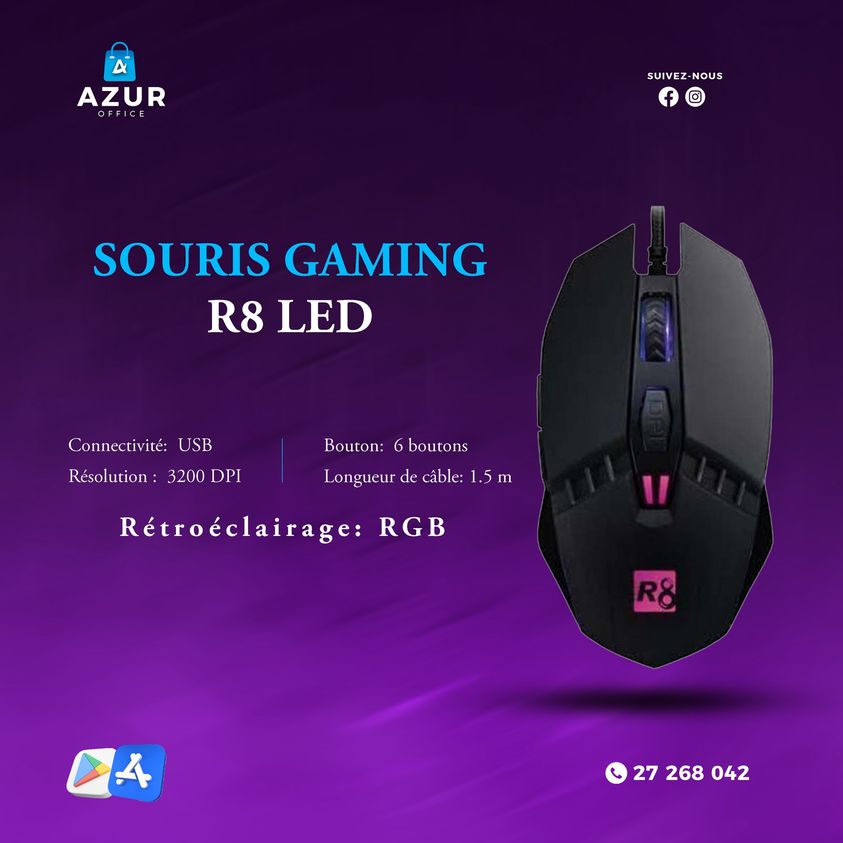 AZUR
OFFICE
SUIVEZ-NOUS
SOURIS GAMING
R8 LED
Connectivité: USB
Résolution : 3200 DPI
Bouton: 6 boutons
Longueur de câble: 1.5 m
Rétroéclairage: RGB
DPI
R8
27 268 042